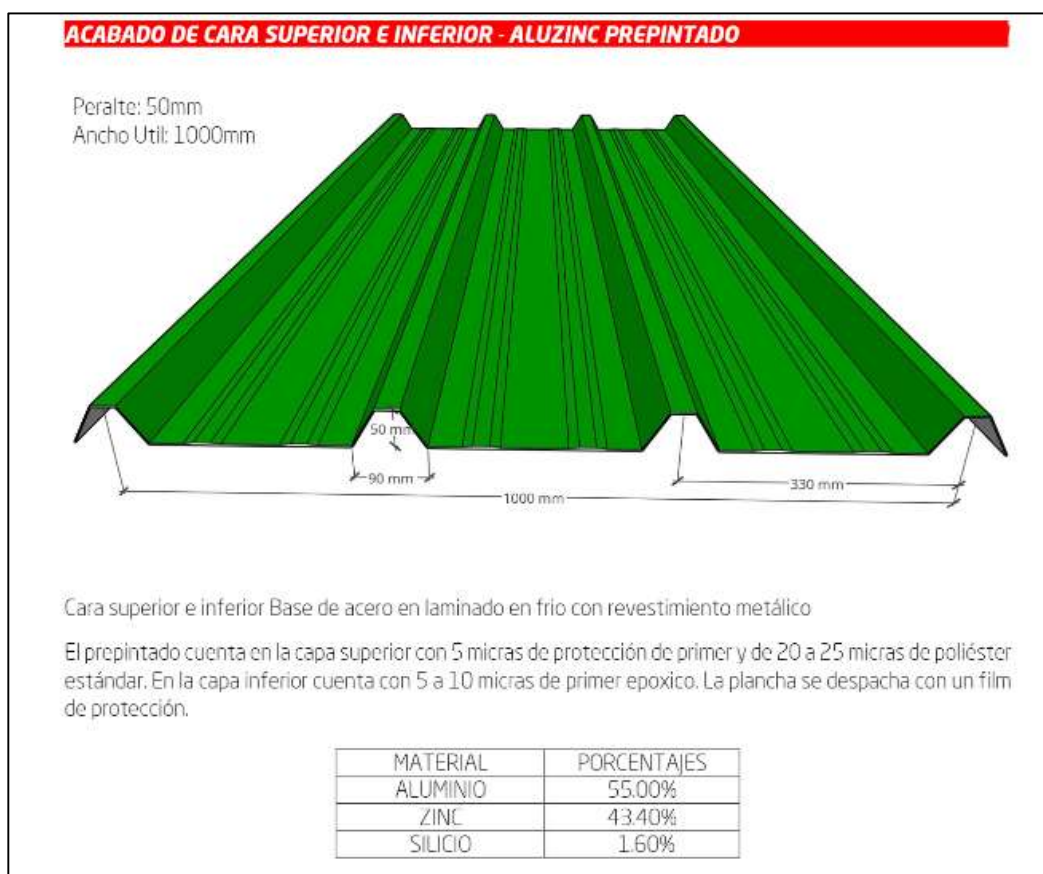 ACABADO DE CARA SUPERIOR E INFERIOR - ALUZINC PREPINTADO
Peralte: 50mm
Ancho Util: 1000mm
50 mm
90 mm
330 mm
1000 mm
Cara superior e inferior Base de acero en laminado en frio con revestimiento metálico
El prepintado cuenta en la capa superior con 5 micras de protección de primer y de 20 a 25 micras de poliéster
estándar. En la capa inferior cuenta con 5 a 10 micras de primer epoxico. La plancha se despacha con un film
de protección.
MATERIAL PORCENTAJES
ALUMINIO 55.00%
ZINC 43.40%
SILICIO 1.60%